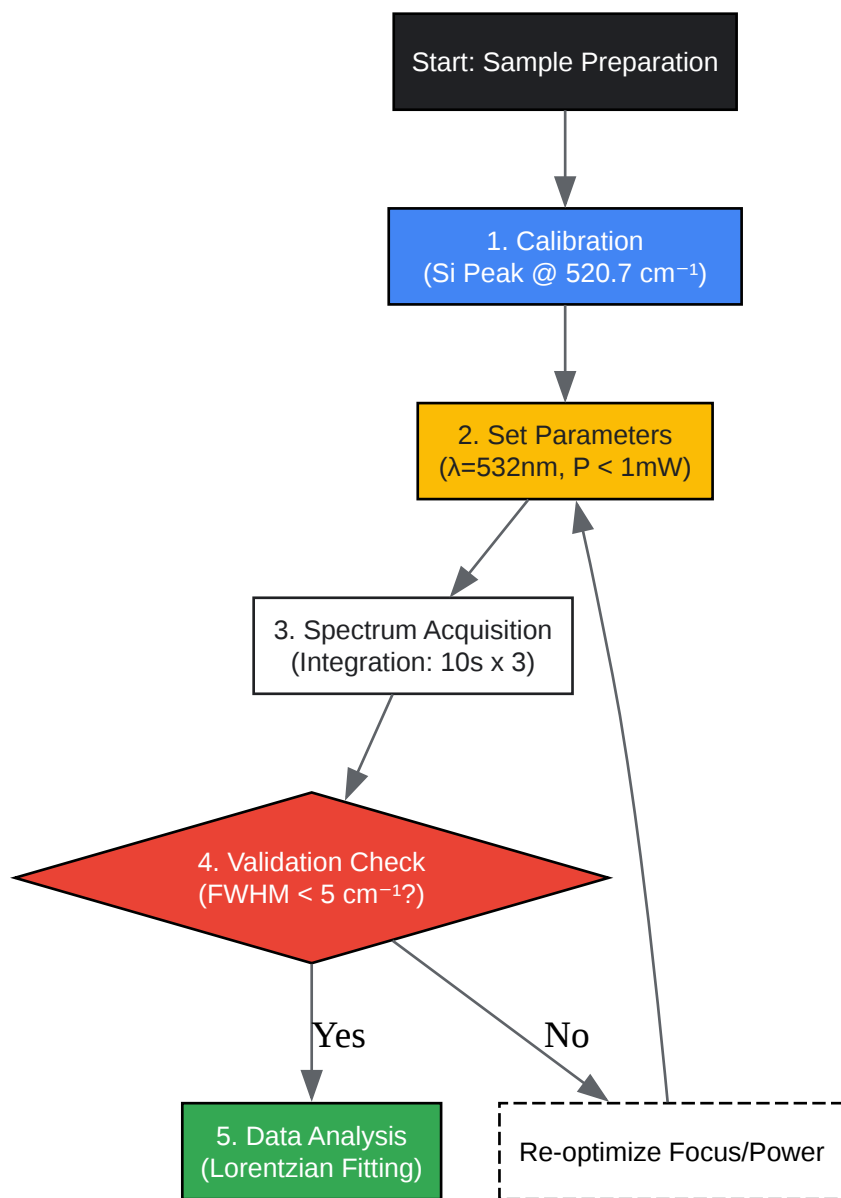 Start: Sample Preparation
1. Calibration
(Si Peak @ 520.7 cm⁻¹)
2. Set Parameters
(λ=532nm, P < 1mW)
3. Spectrum Acquisition
(Integration: 10s x 3)
4. Validation Check
(FWHM < 5 cm⁻¹?)
Yes
No
5. Data Analysis
(Lorentzian Fitting)
Re-optimize Focus/Power